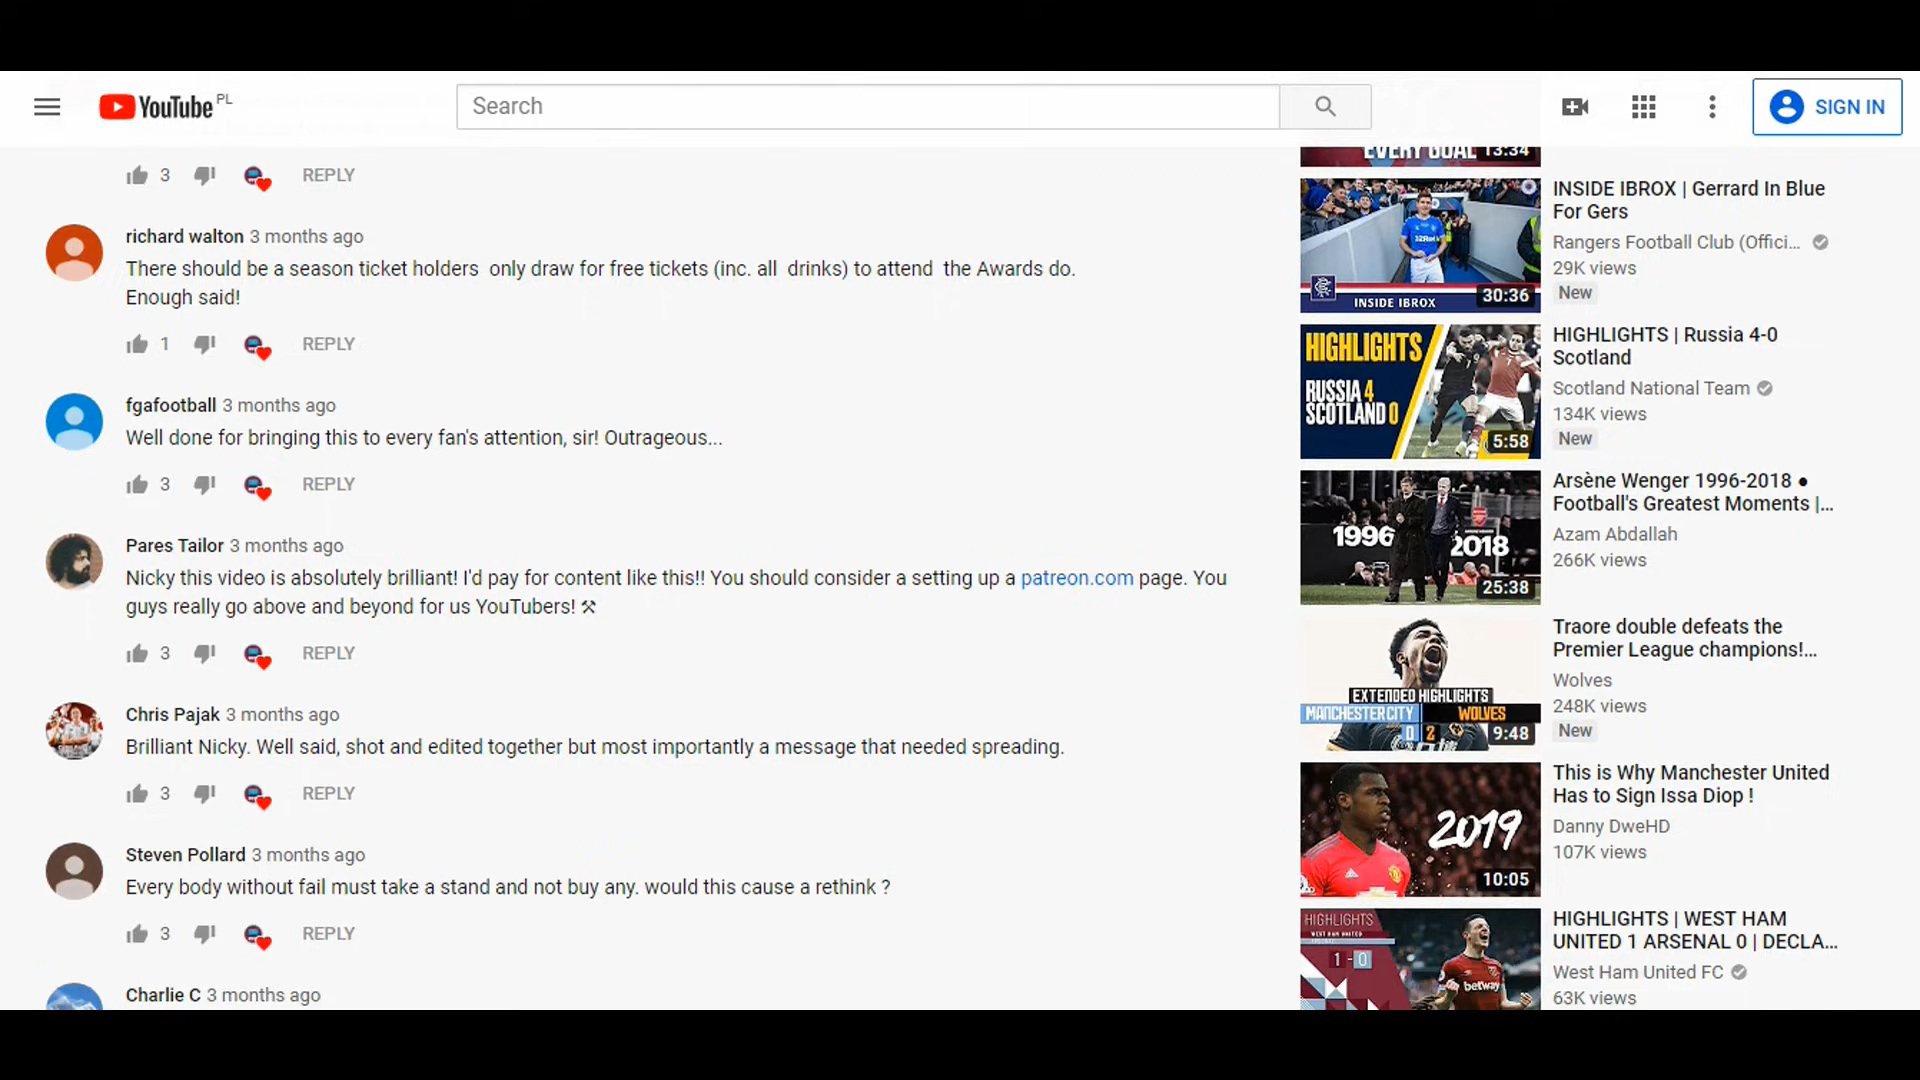 YouTube PL
Search
SIGN IN
3 REPLY
richard walton 3 months ago
There should be a season ticket holders  only draw for free tickets (inc. all  drinks) to attend  the Awards do.
Enough said!
1 REPLY
fgafootball 3 months ago
Well done for bringing this to every fan's attention, sir! Outrageous...
3 REPLY
Pares Tailor 3 months ago
Nicky this video is absolutely brilliant! I'd pay for content like this!! You should consider a setting up a patreon.com page. You
guys really go above and beyond for us YouTubers! ⚒
3 REPLY
Chris Pajak 3 months ago
Brilliant Nicky. Well said, shot and edited together but most importantly a message that needed spreading.
3 REPLY
Steven Pollard 3 months ago
Every body without fail must take a stand and not buy any. would this cause a rethink ?
3 REPLY
Charlie C 3 months ago
EVERY GOAL
13:34
INSIDE IBROX
30:36
INSIDE IBROX | Gerrard In Blue
For Gers
Rangers Football Club (Offici...
29K views
New
HIGHLIGHTS
RUSSIA 4
SCOTLAND 0
5:58
HIGHLIGHTS | Russia 4-0
Scotland
Scotland National Team
134K views
New
1996
2018
25:38
Arsène Wenger 1996-2018 ●
Football's Greatest Moments |...
Azam Abdallah
266K views
EXTENDED HIGHLIGHTS
MANCHESTER CITY WOLVES
0 2
9:48
Traore double defeats the
Premier League champions!...
Wolves
248K views
New
2019
10:05
This is Why Manchester United
Has to Sign Issa Diop !
Danny DweHD
107K views
HIGHLIGHTS
WEST HAM UNITED
1-0
betway
HIGHLIGHTS | WEST HAM
UNITED 1 ARSENAL 0 | DECLA...
West Ham United FC
63K views